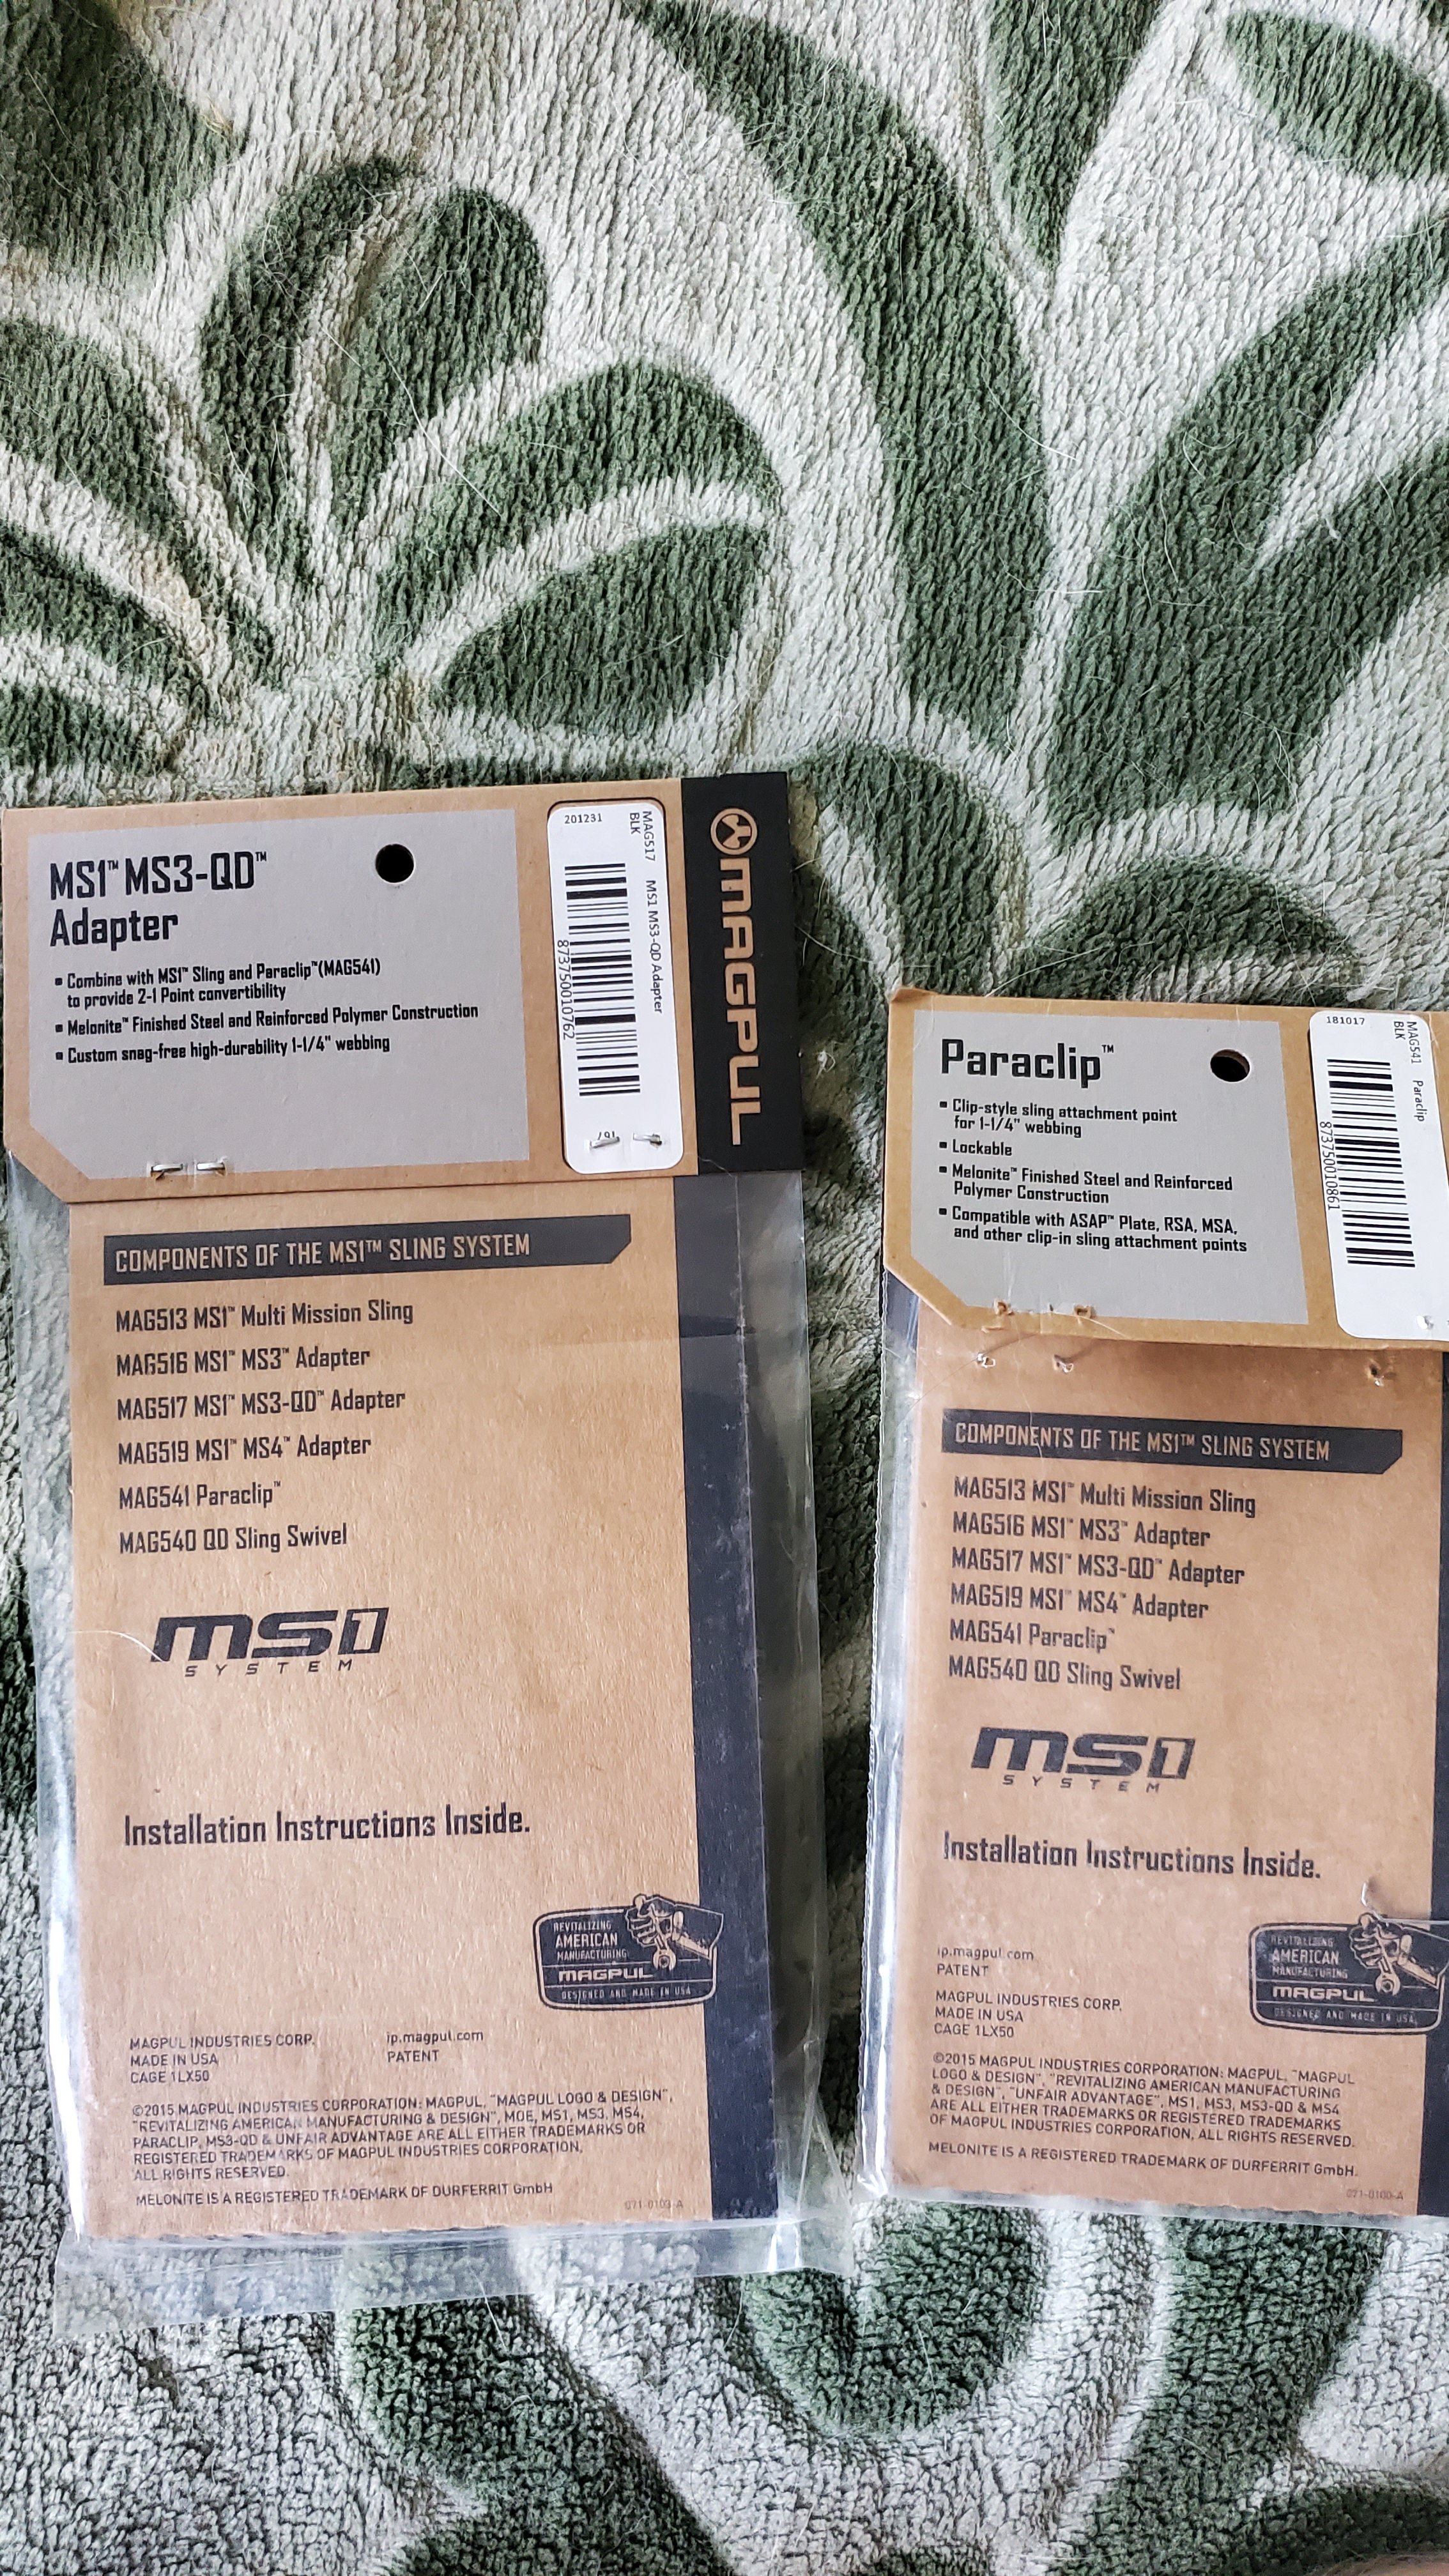 MS1™ MS3-QD™
Adapter
▪ Combine with MS1™ Sling and Paraclip™(MAG541)
to provide 2-1 Point convertibility
▪ Melonite™ Finished Steel and Reinforced Polymer Construction
▪ Custom snag-free high-durability 1-1/4" webbing
201231
MAG517 MS1 MS3-QD Adapter
BLK
873750010762
MAGPUL
COMPONENTS OF THE MS1™ SLING SYSTEM
MAG513 MS1™ Multi Mission Sling
MAG516 MS1™ MS3™ Adapter
MAG517 MS1™ MS3-QD™ Adapter
MAG519 MS1™ MS4™ Adapter
MAG541 Paraclip™
MAG540 QD Sling Swivel
MS1
SYSTEM
Installation Instructions Inside.
REVITALIZING
AMERICAN
MANUFACTURING
MAGPUL
DESIGNED AND MADE IN USA
MAGPUL INDUSTRIES CORP.
MADE IN USA
CAGE 1LX50
ip.magpul.com
PATENT
©2015 MAGPUL INDUSTRIES CORPORATION: MAGPUL, "MAGPUL LOGO & DESIGN",
"REVITALIZING AMERICAN MANUFACTURING & DESIGN", MOE, MS1, MS3, MS4,
PARACLIP, MS3-QD & UNFAIR ADVANTAGE ARE ALL EITHER TRADEMARKS OR
REGISTERED TRADEMARKS OF MAGPUL INDUSTRIES CORPORATION,
ALL RIGHTS RESERVED.
MELONITE IS A REGISTERED TRADEMARK OF DURFERRIT GmbH
071-0103-A
Paraclip™
▪ Clip-style sling attachment point
for 1-1/4" webbing
▪ Lockable
▪ Melonite™ Finished Steel and Reinforced
Polymer Construction
▪ Compatible with ASAP™ Plate, RSA, MSA,
and other clip-in sling attachment points
181017
MAG541 Paraclip
BLK
873750010861
COMPONENTS OF THE MS1™ SLING SYSTEM
MAG513 MS1™ Multi Mission Sling
MAG516 MS1™ MS3™ Adapter
MAG517 MS1™ MS3-QD™ Adapter
MAG519 MS1™ MS4™ Adapter
MAG541 Paraclip™
MAG540 QD Sling Swivel
MS1
SYSTEM
Installation Instructions Inside.
REVITALIZING
AMERICAN
MANUFACTURING
MAGPUL
DESIGNED AND MADE IN USA
ip.magpul.com
PATENT
MAGPUL INDUSTRIES CORP.
MADE IN USA
CAGE 1LX50
©2015 MAGPUL INDUSTRIES CORPORATION: MAGPUL, "MAGPUL
LOGO & DESIGN", "REVITALIZING AMERICAN MANUFACTURING
& DESIGN", "UNFAIR ADVANTAGE", MS1, MS3, MS3-QD & MS4
ARE ALL EITHER TRADEMARKS OR REGISTERED TRADEMARKS
OF MAGPUL INDUSTRIES CORPORATION, ALL RIGHTS RESERVED.
MELONITE IS A REGISTERED TRADEMARK OF DURFERRIT GmbH.
071-0100-A